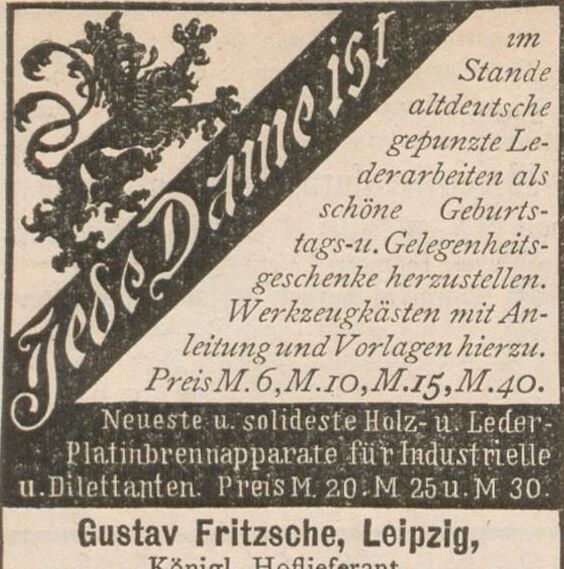 Jede Dame ist
im
Stande
altdeutsche
gepunzte Le-
derarbeiten als
schöne Geburts-
tags-u. Gelegenheits-
geschenke herzustellen.
Werkzeugkästen mit An-
leitung und Vorlagen hierzu.
Preis M. 6, M. 10, M. 15, M. 40.
Neueste u. solideste Holz- u. Leder-
Platinbrennapparate für Industrielle
u. Dilettanten. Preis M. 20. M 25 u. M 30.
Gustav Fritzsche, Leipzig,
Königl. Hoflieferant